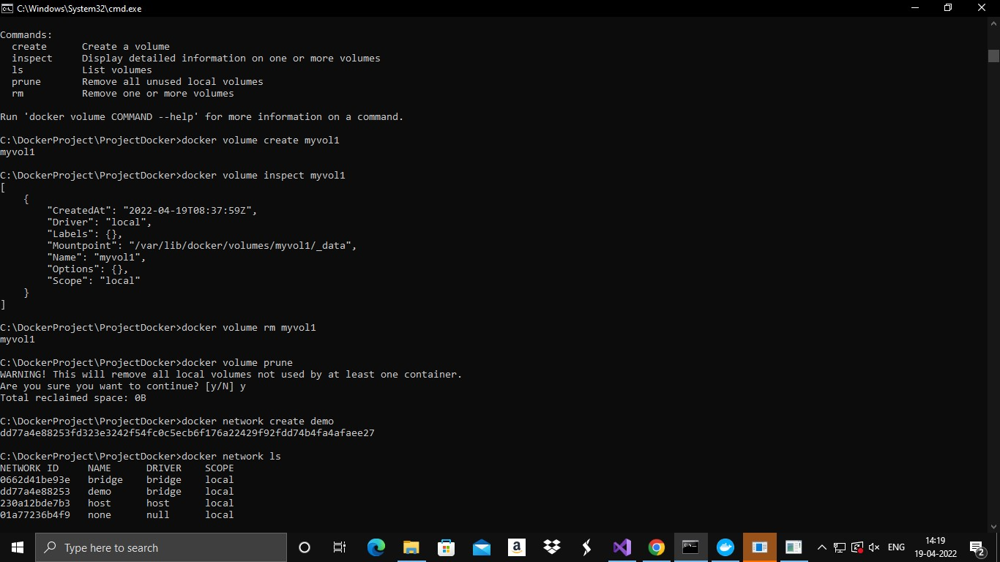 C:\Windows\System32\cmd.exe
Commands:
  create      Create a volume
  inspect     Display detailed information on one or more volumes
  ls          List volumes
  prune       Remove all unused local volumes
  rm          Remove one or more volumes
Run 'docker volume COMMAND --help' for more information on a command.
C:\DockerProject\ProjectDocker>docker volume create myvol1
myvol1
C:\DockerProject\ProjectDocker>docker volume inspect myvol1
[
    {
        "CreatedAt": "2022-04-19T08:37:59Z",
        "Driver": "local",
        "Labels": {},
        "Mountpoint": "/var/lib/docker/volumes/myvol1/_data",
        "Name": "myvol1",
        "Options": {},
        "Scope": "local"
    }
]
C:\DockerProject\ProjectDocker>docker volume rm myvol1
myvol1
C:\DockerProject\ProjectDocker>docker volume prune
WARNING! This will remove all local volumes not used by at least one container.
Are you sure you want to continue? [y/N] y
Total reclaimed space: 0B
C:\DockerProject\ProjectDocker>docker network create demo
dd77a4e88253fd323e3242f54fc0c5ecb6f176a22429f92fdd74b4fa4afaee27
C:\DockerProject\ProjectDocker>docker network ls
NETWORK ID     NAME      DRIVER    SCOPE
0662d41be93e   bridge    bridge    local
dd77a4e88253   demo      bridge    local
230a12bde7b3   host      host      local
01a77236b4f9   none      null      local
Type here to search
ENG
14:19
19-04-2022
2